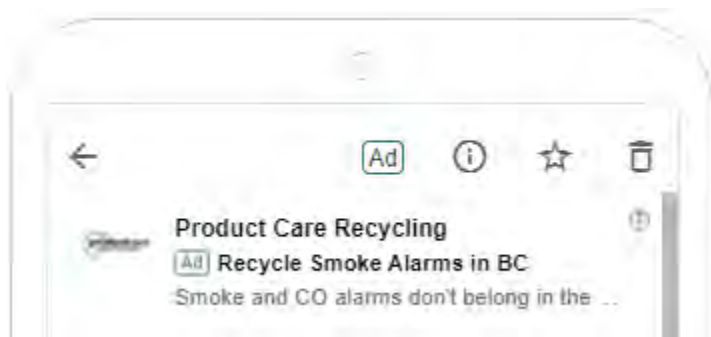 Ad
Product Care Recycling
Ad Recycle Smoke Alarms in BC
Smoke and CO alarms don't belong in the ...